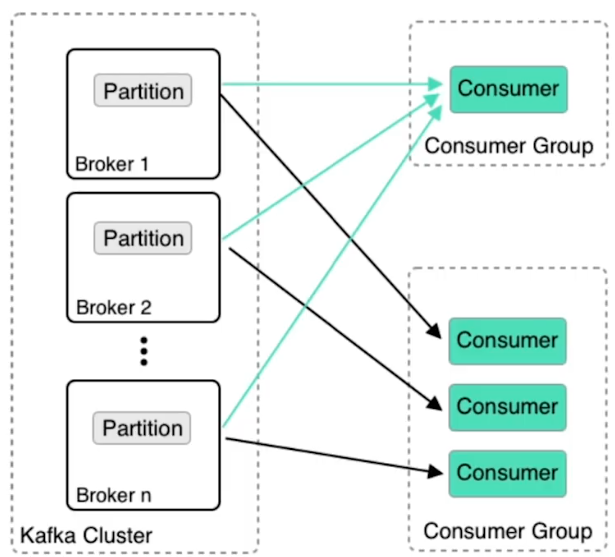 Partition
Broker 1
Partition
Broker 2
Partition
Broker n
Kafka Cluster
Consumer
Consumer Group
Consumer
Consumer
Consumer
Consumer Group